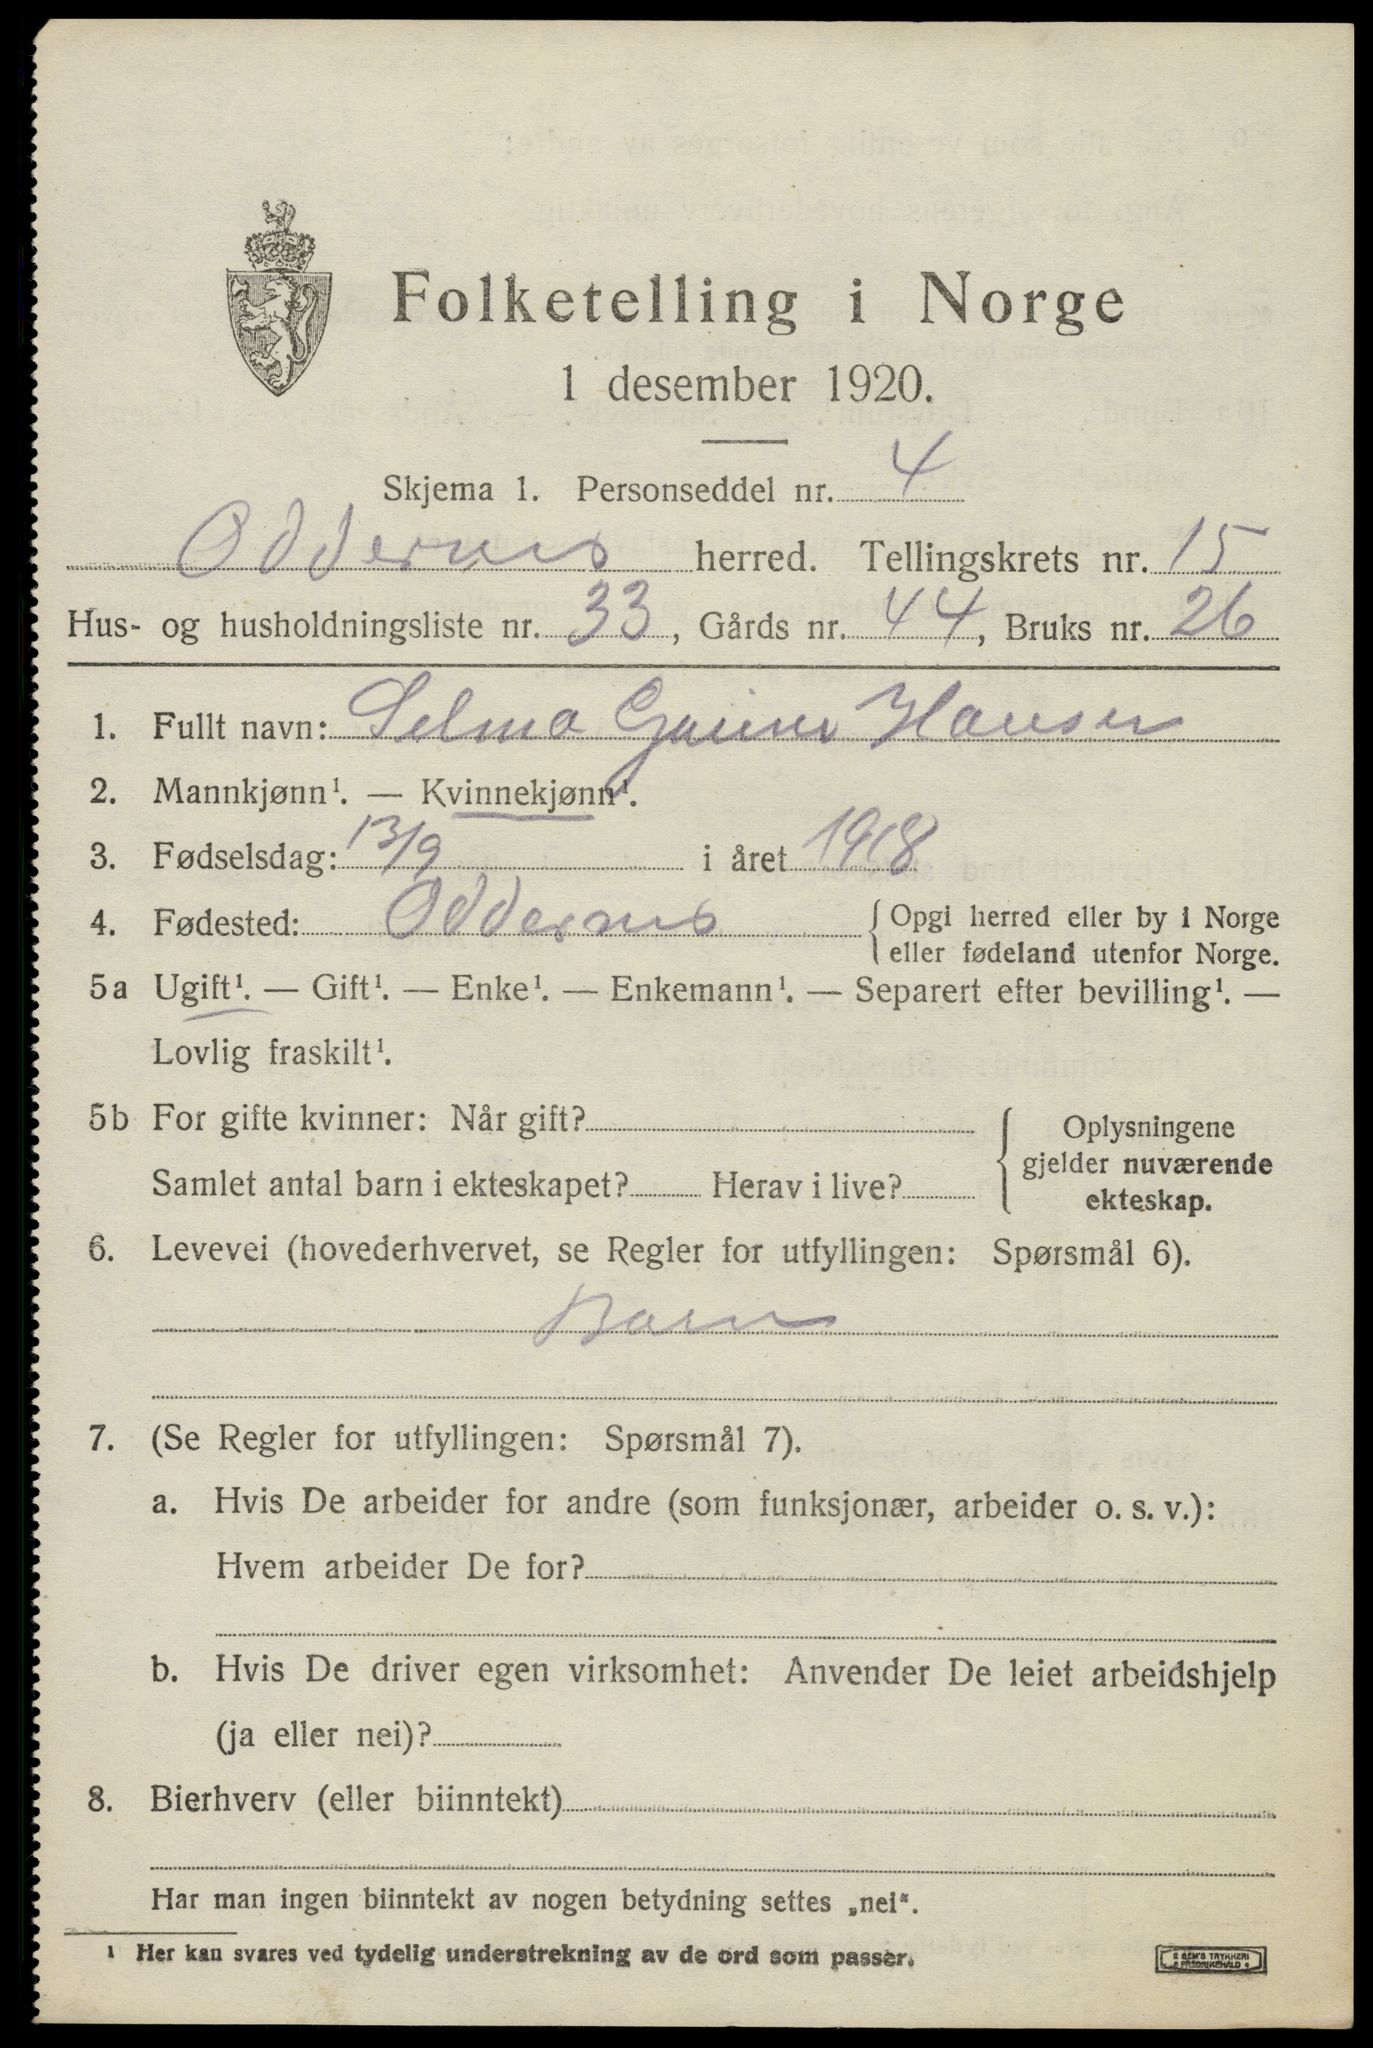 Folketelling i Norge
1 desember 1920.
Skjema 1. Personseddel nr. 4
Oddernes herred. Tellingskrets nr. 15
Hus- og husholdningsliste nr. 33, Gårds nr. 44, Bruks nr. 26
1. Fullt navn: Selma Hansen
2. Mannkjønn¹. — Kvinnekjønn¹.
3. Fødselsdag: 13/9 i året 1918
4. Fødested: Oddernes {Opgi herred eller by i Norge
eller fødeland utenfor Norge.
5a Ugift¹. — Gift¹. — Enke¹. — Enkemann¹. — Separert efter bevilling¹. —
Lovlig fraskilt¹.
5b For gifte kvinner: Når gift? { Oplysningene
gjelder nuværende
Samlet antal barn i ekteskapet? Herav i live?
ekteskap.
6. Levevei (hovederhvervet, se Regler for utfyllingen: Spørsmål 6).
Barn
7. (Se Regler for utfyllingen: Spørsmål 7).
a. Hvis De arbeider for andre (som funksjonær, arbeider o. s. v.):
Hvem arbeider De for?
b. Hvis De driver egen virksomhet: Anvender De leiet arbeidshjelp
(ja eller nei)?
8. Bierhverv (eller biinntekt)
Har man ingen biinntekt av nogen betydning settes „nei".
¹ Her kan svares ved tydelig understrekning av de ord som passer.
SEM'S TRYKKERI
FREDRIKSHALD